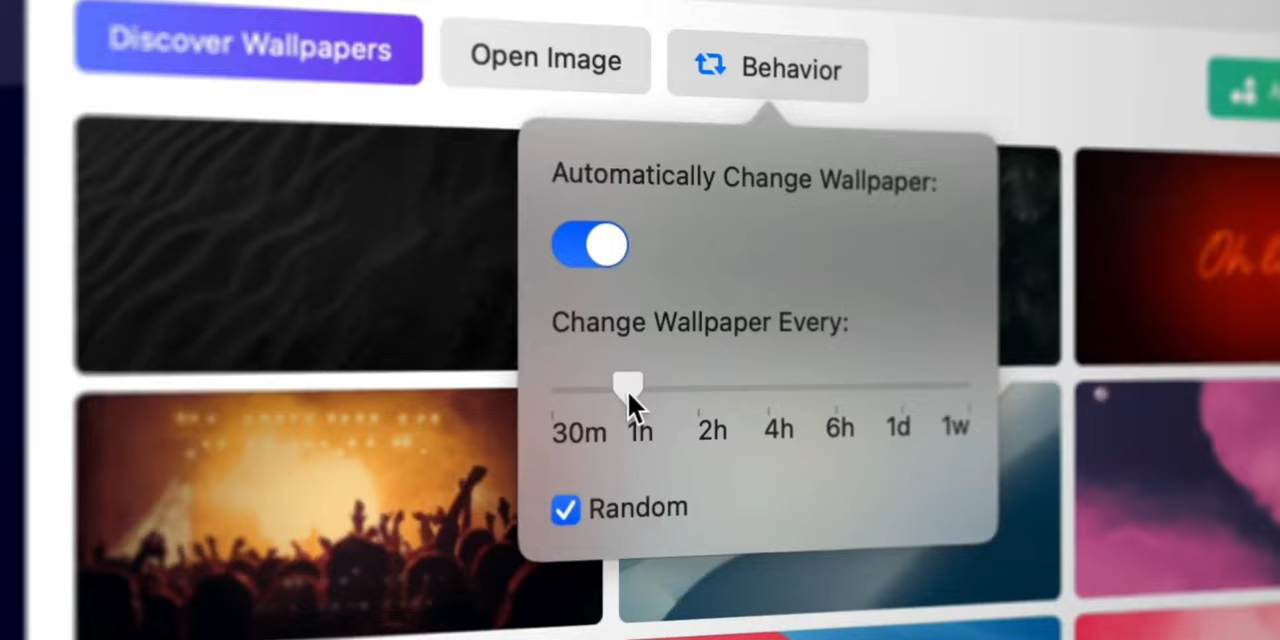 Discover Wallpapers
Open Image
Behavior
Automatically Change Wallpaper:
Change Wallpaper Every:
30m 1h 2h 4h 6h 1d 1w
Random